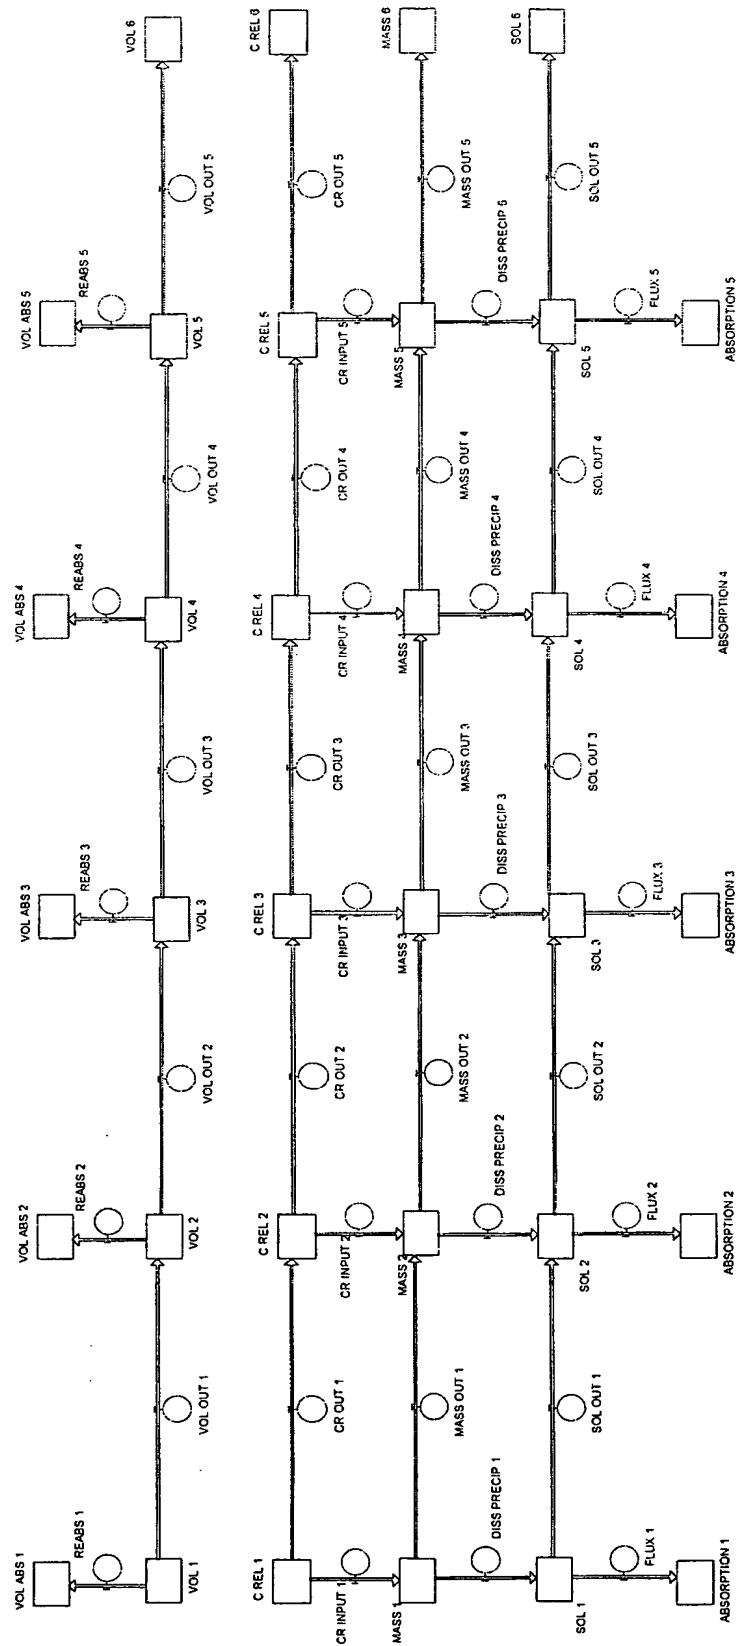 VOL ABS 1
VOL ABS 2
VOL ABS 3
VOL ABS 4
VOL ABS 5
REABS 1
REABS 2
REABS 3
REABS 4
REABS 5
VOL 6
VOL 1
VOL 2
VOL 3
VOL 4
VOL 5
VOL OUT 1
VOL OUT 2
VOL OUT 3
VOL OUT 4
VOL OUT 5
C REL 1
C REL 2
C REL 3
C REL 4
C REL 5
C REL 6
CR OUT 1
CR OUT 2
CR OUT 3
CR OUT 4
CR OUT 5
CR INPUT 1
CR INPUT 2
CR INPUT 3
CR INPUT 4
CR INPUT 5
MASS 6
MASS 1
MASS 2
MASS 3
MASS 4
MASS 5
MASS OUT 1
MASS OUT 2
MASS OUT 3
MASS OUT 4
MASS OUT 5
DISS PRECIP 1
DISS PRECIP 2
DISS PRECIP 3
DISS PRECIP 4
DISS PRECIP 5
SOL 6
SOL 1
SOL 2
SOL 3
SOL 4
SOL 5
SOL OUT 1
SOL OUT 2
SOL OUT 3
SOL OUT 4
SOL OUT 5
FLUX 1
FLUX 2
FLUX 3
FLUX 4
FLUX 5
ABSORPTION 1
ABSORPTION 2
ABSORPTION 3
ABSORPTION 4
ABSORPTION 5